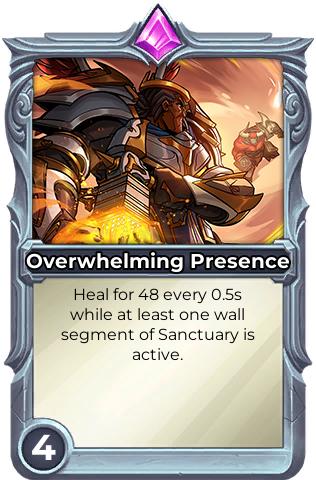 Overwhelming Presence
Heal for 48 every 0.5s
while at least one wall
segment of Sanctuary is
active.
4